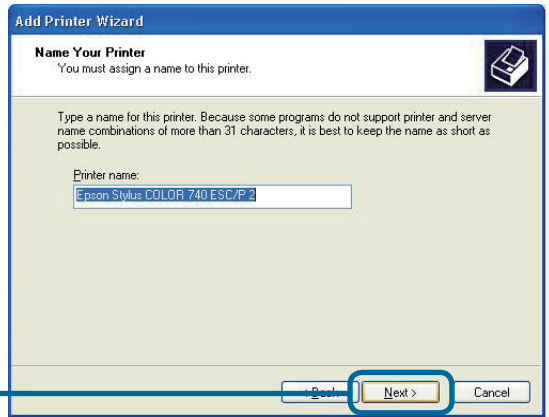 Add Printer Wizard
Name Your Printer
You must assign a name to this printer.
Type a name for this printer. Because some programs do not support printer and server
name combinations of more than 31 characters, it is best to keep the name as short as
possible.
Printer name:
Epson Stylus COLOR 740 ESC/P 2
< Back Next > Cancel